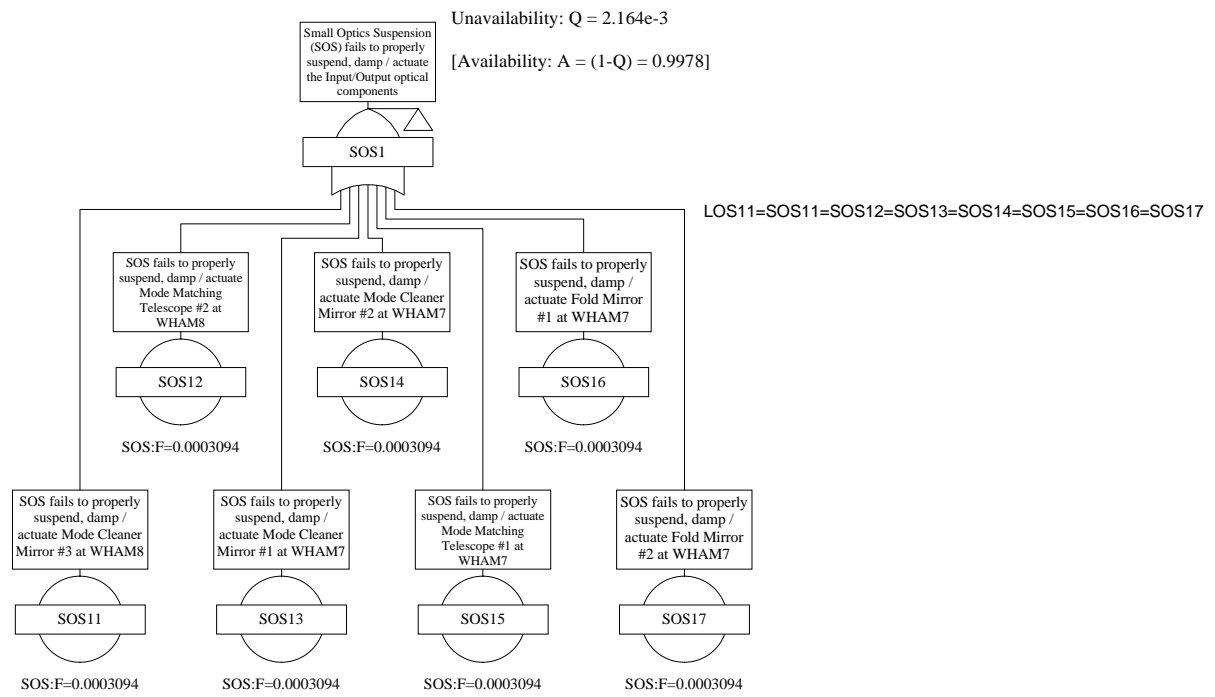 Unavailability: Q = 2.164e-3
[Availability: A = (1-Q) = 0.9978]
Small Optics Suspension
(SOS) fails to properly
suspend, damp / actuate
the Input/Output optical
components
SOS1
LOS11=SOS11=SOS12=SOS13=SOS14=SOS15=SOS16=SOS17
SOS fails to properly
suspend, damp / actuate
Mode Matching
Telescope #2 at
WHAM8
SOS12
SOS:F=0.0003094
SOS fails to properly
suspend, damp /
actuate Mode Cleaner
Mirror #2 at WHAM7
SOS14
SOS:F=0.0003094
SOS fails to properly
suspend, damp /
actuate Fold Mirror
#1 at WHAM7
SOS16
SOS:F=0.0003094
SOS fails to properly
suspend, damp /
actuate Mode Cleaner
Mirror #3 at WHAM8
SOS11
SOS:F=0.0003094
SOS fails to properly
suspend, damp /
actuate Mode Cleaner
Mirror #1 at WHAM7
SOS13
SOS:F=0.0003094
SOS fails to properly
suspend, damp / actuate
Mode Matching
Telescope #1 at
WHAM7
SOS15
SOS:F=0.0003094
SOS fails to properly
suspend, damp /
actuate Fold Mirror
#2 at WHAM7
SOS17
SOS:F=0.0003094